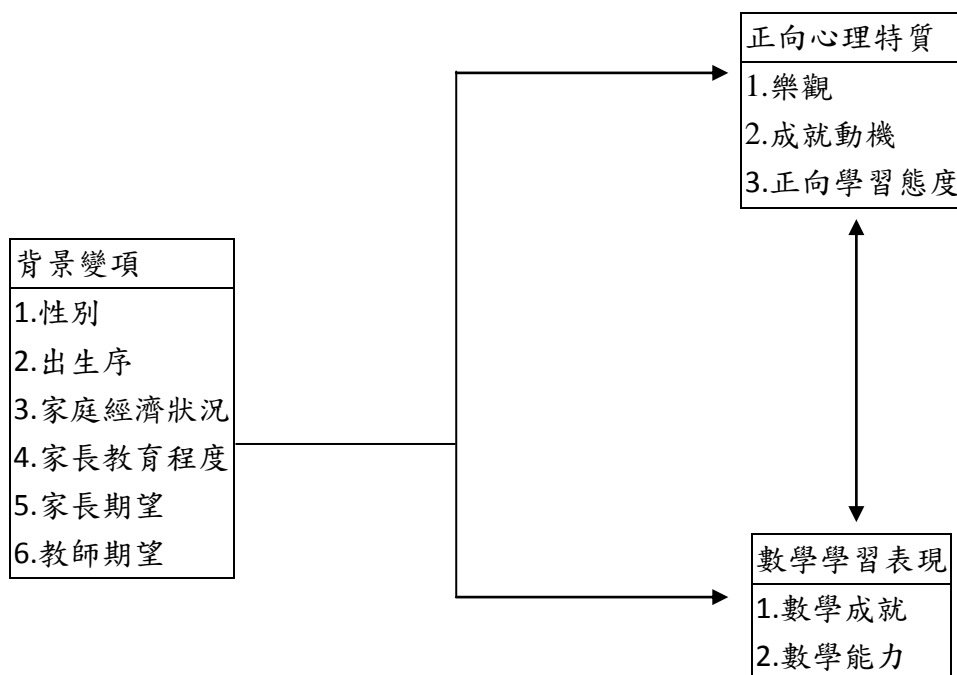 正向心理特質
1.樂觀
2.成就動機
3.正向學習態度
背景變項
1.性別
2.出生序
3.家庭經濟狀況
4.家長教育程度
5.家長期望
6.教師期望
數學學習表現
1.數學成就
2.數學能力